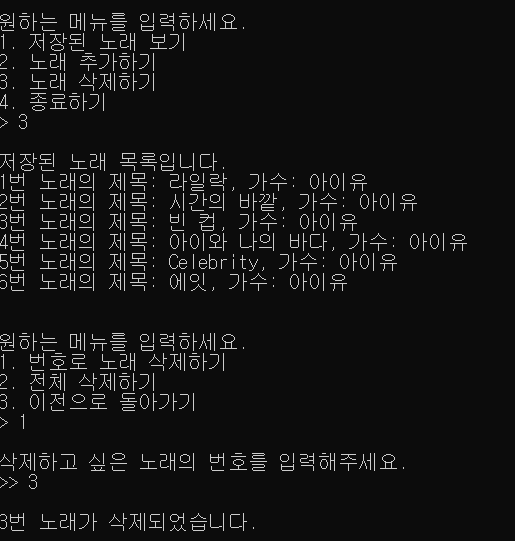 원하는 메뉴를 입력하세요.
1. 저장된 노래 보기
2. 노래 추가하기
3. 노래 삭제하기
4. 종료하기
> 3
저장된 노래 목록입니다.
1번 노래의 제목: 라일락, 가수: 아이유
2번 노래의 제목: 시간의 바깥, 가수: 아이유
3번 노래의 제목: 빈 컵, 가수: 아이유
4번 노래의 제목: 아이와 나의 바다, 가수: 아이유
5번 노래의 제목: Celebrity, 가수: 아이유
6번 노래의 제목: 에잇, 가수: 아이유
원하는 메뉴를 입력하세요.
1. 번호로 노래 삭제하기
2. 전체 삭제하기
3. 이전으로 돌아가기
> 1
삭제하고 싶은 노래의 번호를 입력해주세요.
>> 3
3번 노래가 삭제되었습니다.